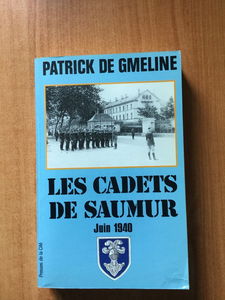 PATRICK DE GMELINE
LES CADETS
DE SAUMUR
Juin 1940
Presses de la Cité